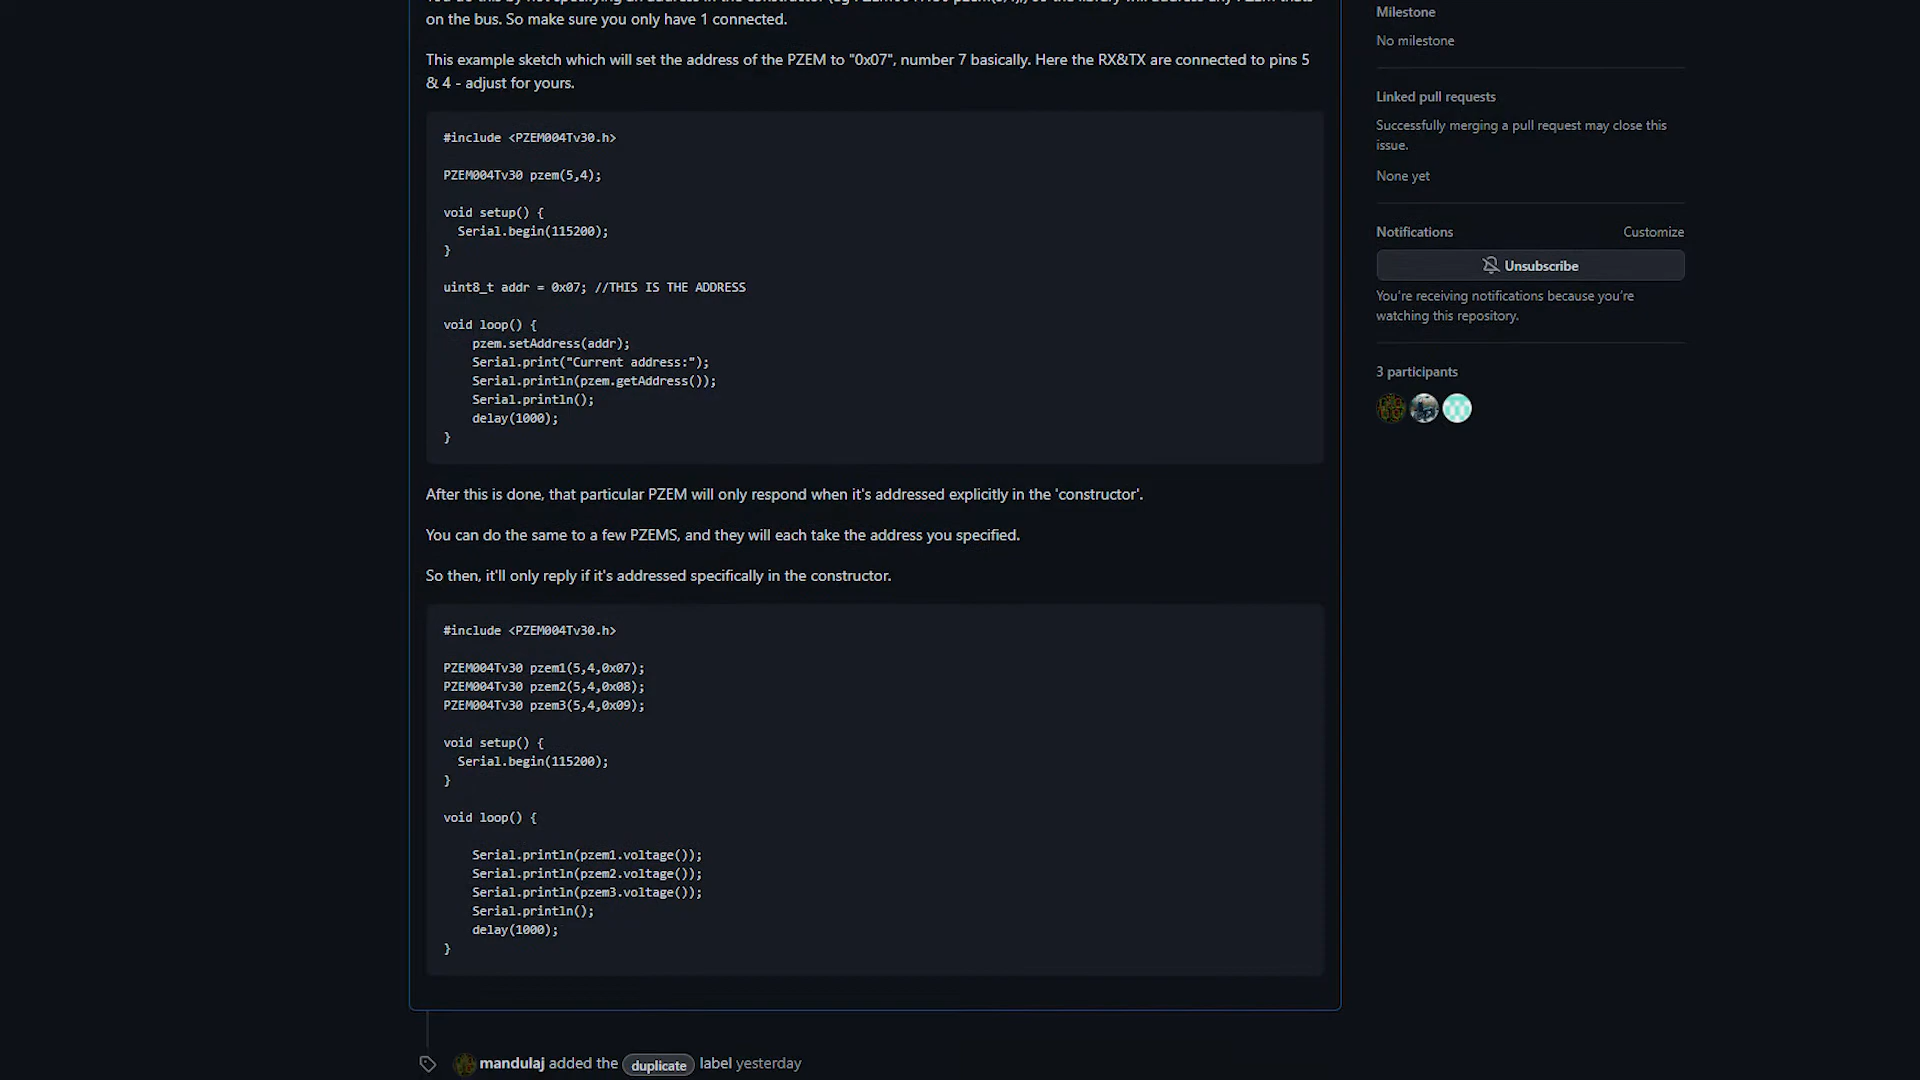 on the bus. So make sure you only have 1 connected.
This example sketch which will set the address of the PZEM to "0x07", number 7 basically. Here the RX&TX are connected to pins 5
& 4 - adjust for yours.
#include <PZEM004Tv30.h>
PZEM004Tv30 pzem(5,4);
void setup() {
Serial.begin(115200);
}
uint8_t addr = 0x07; //THIS IS THE ADDRESS
void loop() {
pzem.setAddress(addr);
Serial.print("Current address:");
Serial.println(pzem.getAddress());
Serial.println();
delay(1000);
}
After this is done, that particular PZEM will only respond when it's addressed explicitly in the 'constructor'.
You can do the same to a few PZEMS, and they will each take the address you specified.
So then, it'll only reply if it's addressed specifically in the constructor.
#include <PZEM004Tv30.h>
PZEM004Tv30 pzem1(5,4,0x07);
PZEM004Tv30 pzem2(5,4,0x08);
PZEM004Tv30 pzem3(5,4,0x09);
void setup() {
Serial.begin(115200);
}
void loop() {
Serial.println(pzem1.voltage());
Serial.println(pzem2.voltage());
Serial.println(pzem3.voltage());
Serial.println();
delay(1000);
}
mandulaj added the duplicate label yesterday
Milestone
No milestone
Linked pull requests
Successfully merging a pull request may close this
issue.
None yet
Notifications
Customize
Unsubscribe
You're receiving notifications because you're
watching this repository.
3 participants